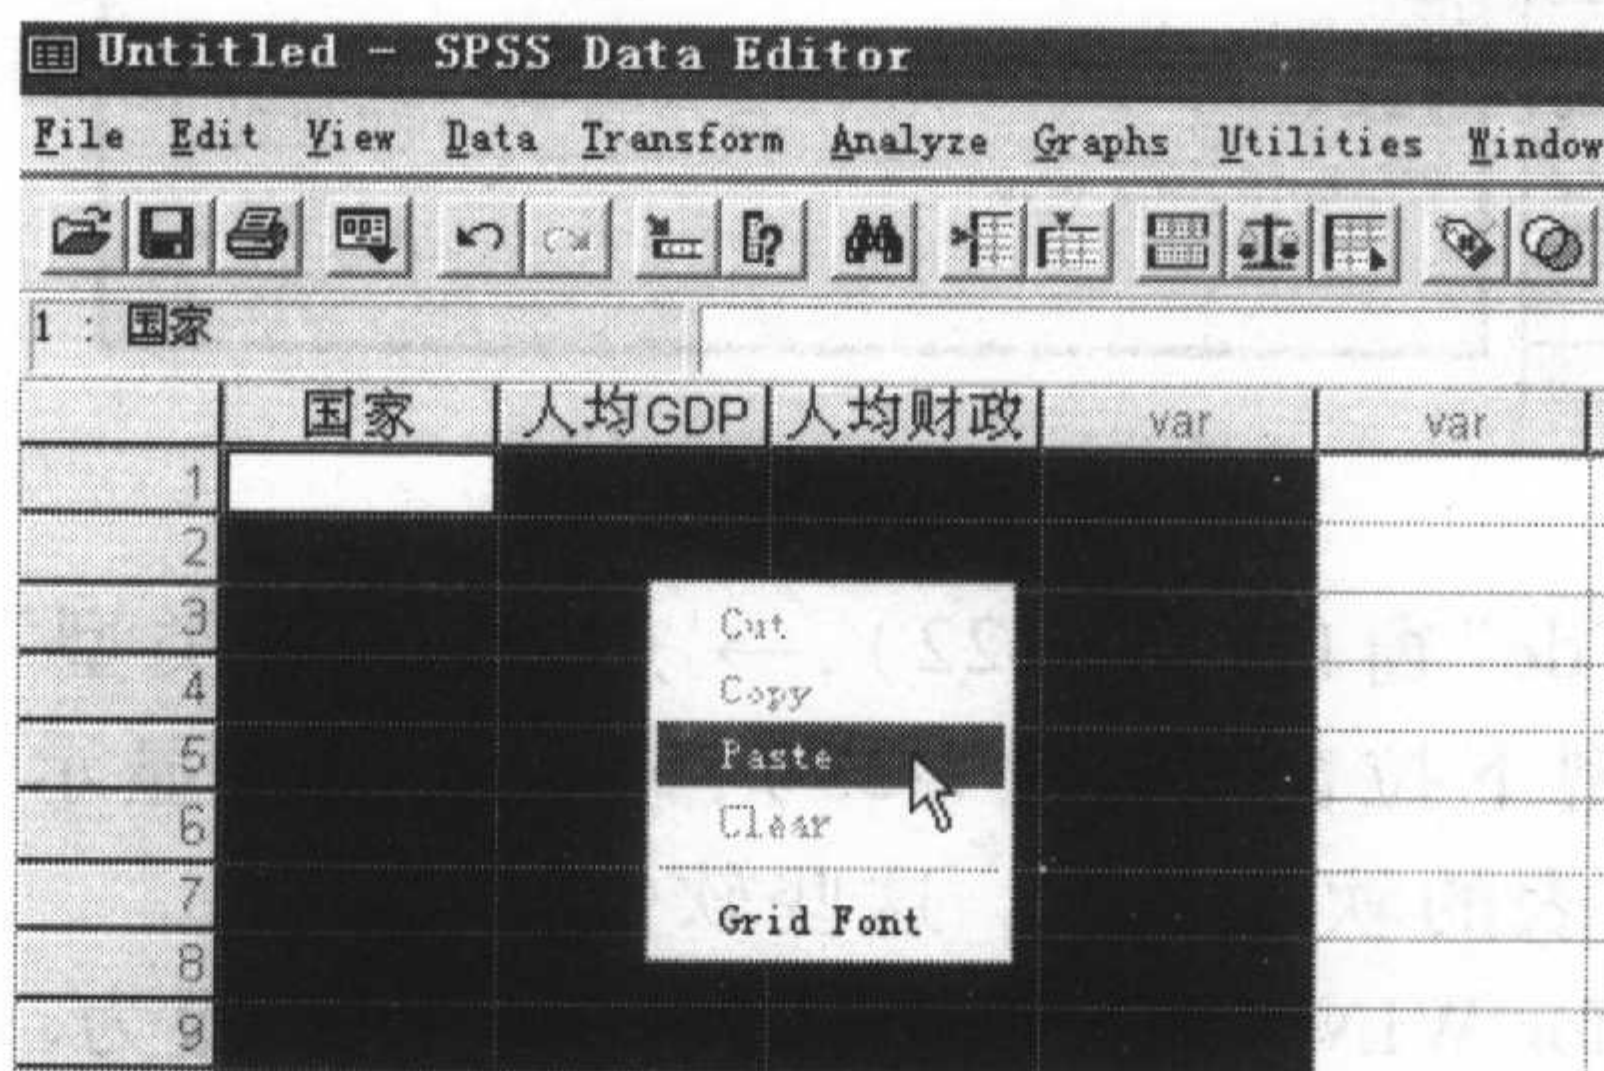 Untitled - SPSS Data Editor
File Edit View Data Transform Analyze Graphs Utilities Window
1 : 国家
国家 人均GDP 人均财政 var var
1
2
3 Cut
4 Copy
5 Paste
6 Clear
7
Grid Font
8
9